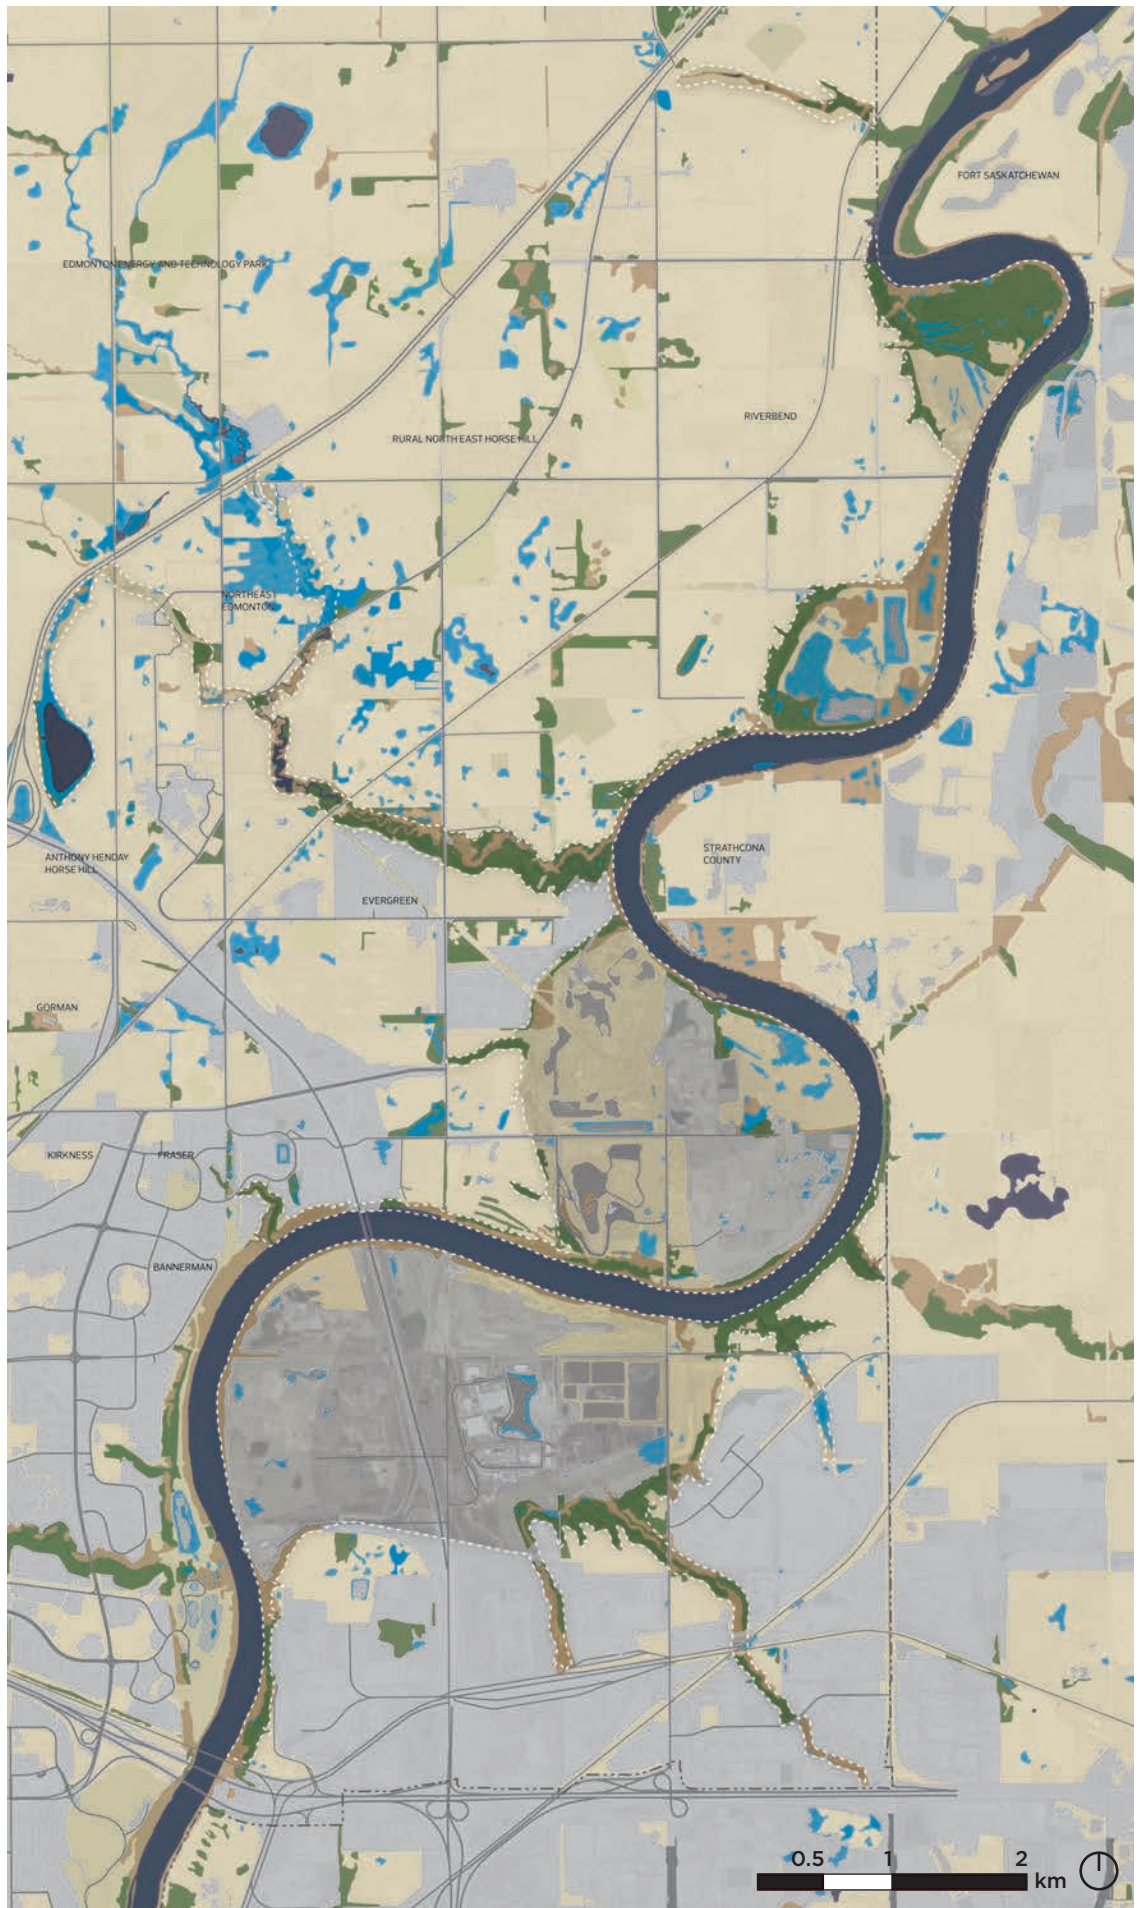 FORT SASKATCHEWAN
EDMONTON ENERGY AND TECHNOLOGY PARK
RIVERBEND
RURAL NORTH EAST HORSE HILL
NORTHEAST
EDMONTON
STRATHCONA
COUNTY
ANTHONY HENDAY
HORSE HILL
EVERGREEN
GORMAN
KIRKNESS
FRASER
BANNERMAN
0.5 1 2
km